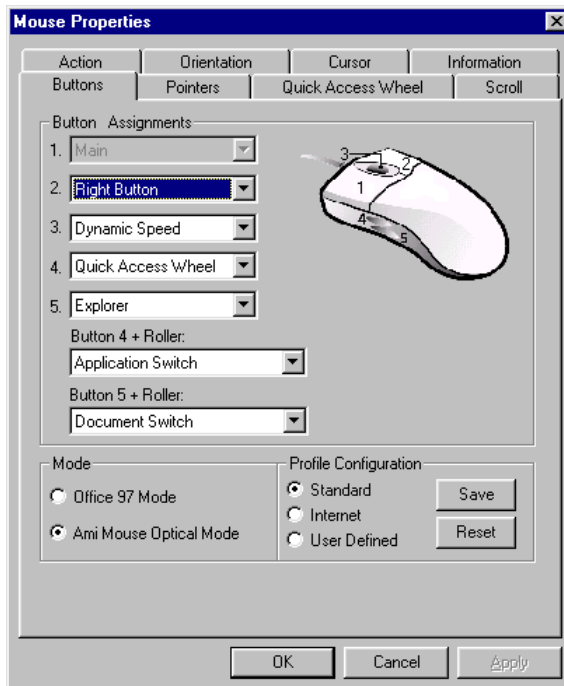 Mouse Properties
Action Orientation Cursor Information
Buttons Pointers Quick Access Wheel Scroll
Button Assignments
1. Main
2. Right Button
3. Dynamic Speed
4. Quick Access Wheel
5. Explorer
3
2
1
4
5
Button 4 + Roller:
Application Switch
Button 5 + Roller:
Document Switch
Mode
Office 97 Mode
Ami Mouse Optical Mode
Profile Configuration
Standard
Internet
User Defined
Save
Reset
OK Cancel Apply